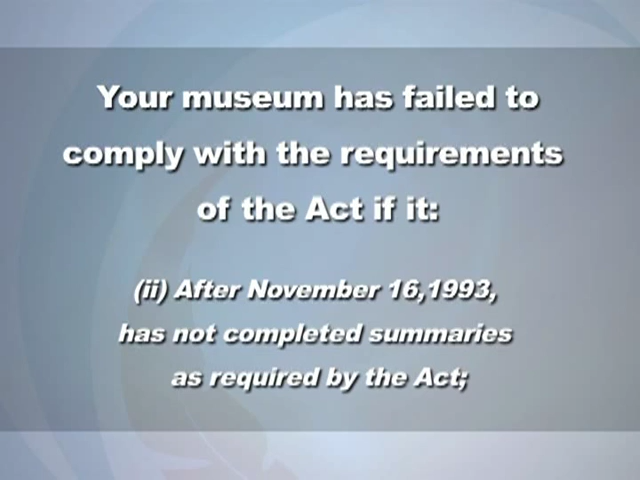 Your museum has failed to
comply with the requirements
of the Act if it:
(ii) After November 16,1993,
has not completed summaries
as required by the Act;